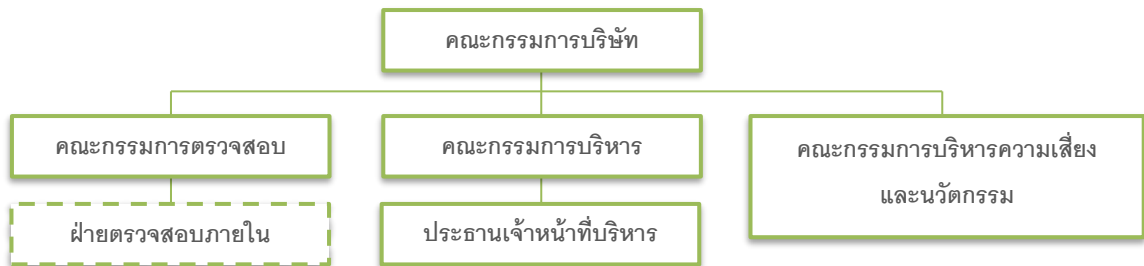 คณะกรรมการบริษัท
คณะกรรมการตรวจสอบ
คณะกรรมการบริหาร
คณะกรรมการบริหารความเสี่ยง
และนวัตกรรม
ฝ่ายตรวจสอบภายใน
ประธานเจ้าหน้าที่บริหาร